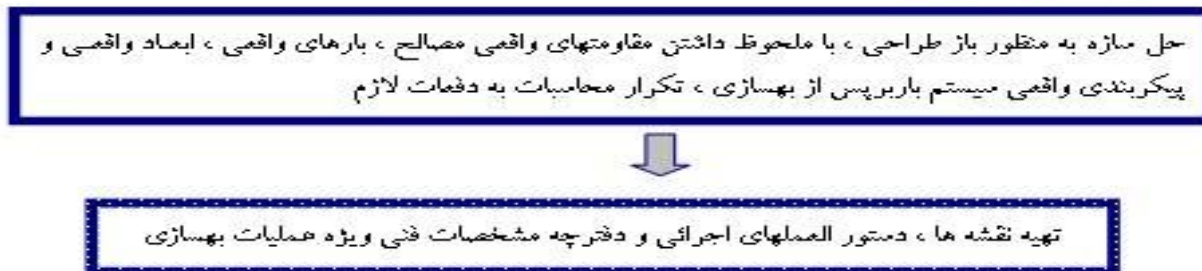 حل سازه به منظور باز طراحی ، با ملحوظ داشتن مقاومتهای واقعی مصالح ، بارهای واقعی ، ابعاد واقعی و
پیکربندی واقعی سیستم باربرپس از بهسازی ، تکرار محاسبات به دفعات لازم
تهیه نقشه ها ، دستور العملهای اجرائی و دفترچه مشخصات فنی ویژه عملیات بهسازی